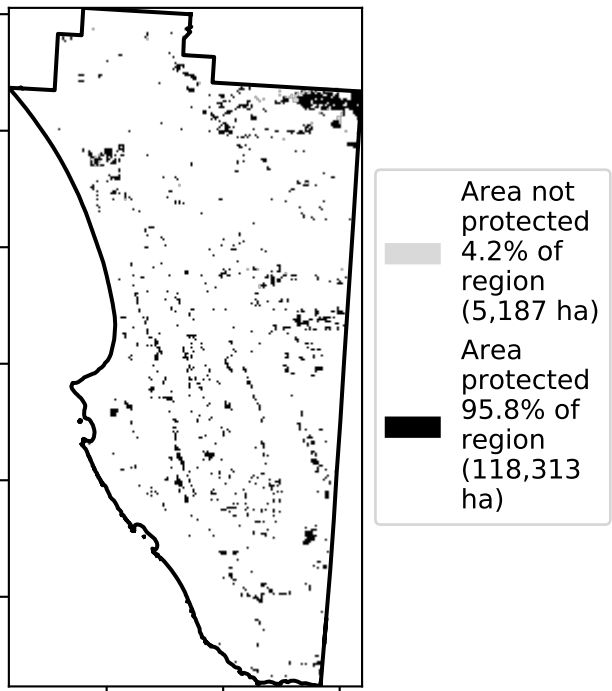 Area not
protected
4.2% of
region
(5,187 ha)
Area
protected
95.8% of
region
(118,313
ha)